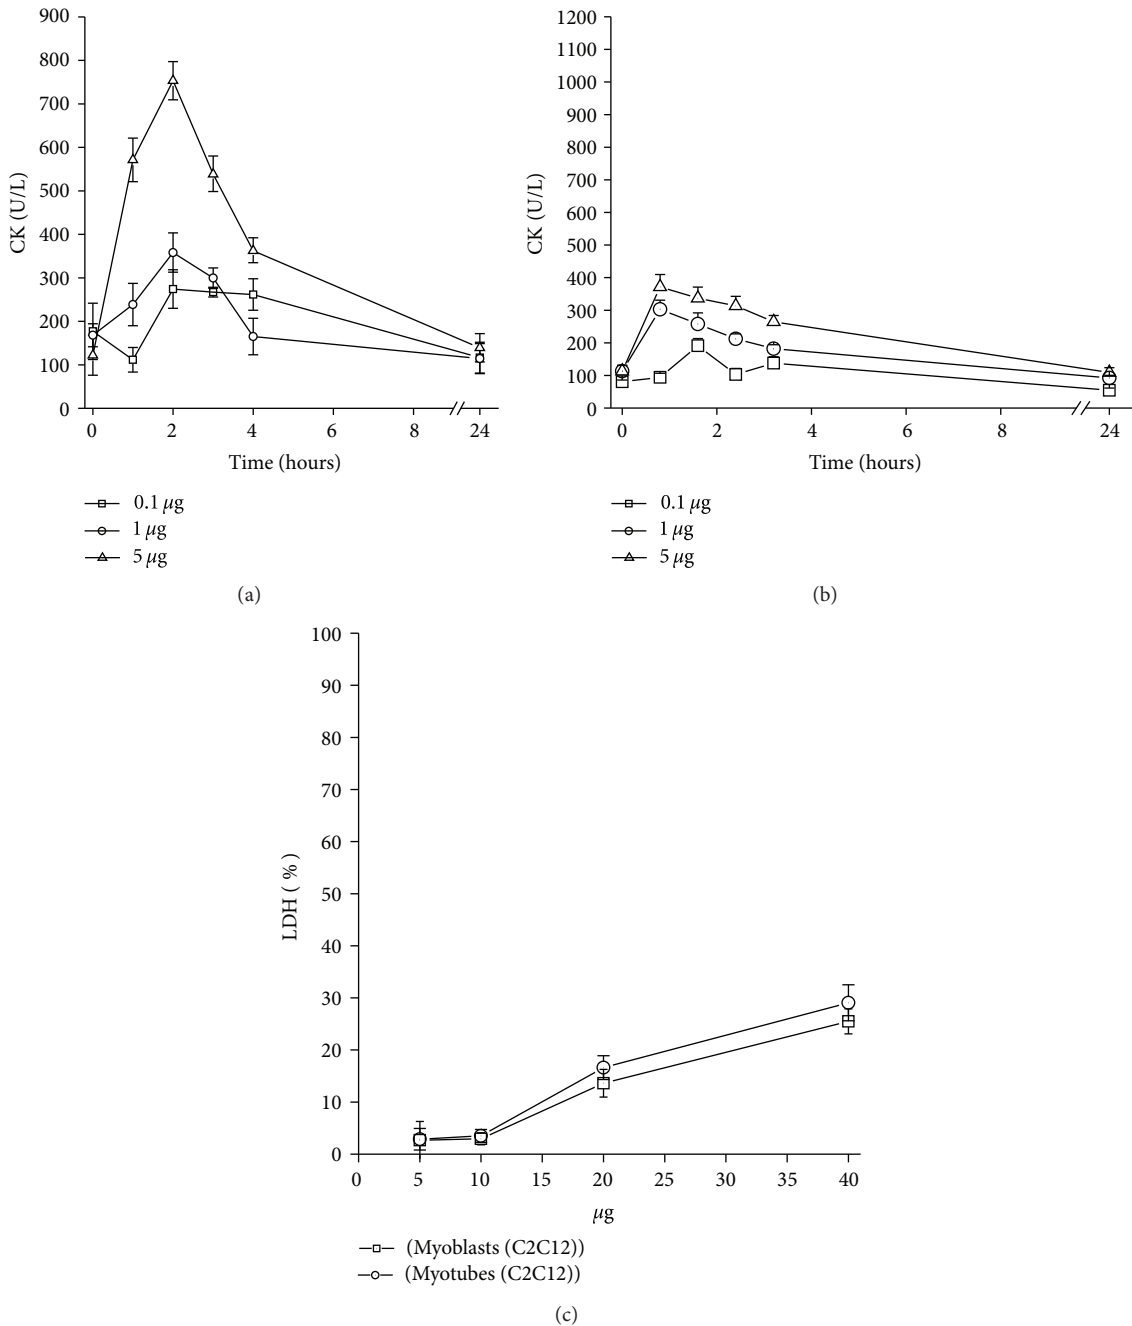 900
800
700
600
500
400
300
200
100
0
CK (U/L)
0 2 4 6 8 24
Time (hours)
0.1 µg
1 µg
5 µg
(a)
1200
1100
1000
900
800
700
600
500
400
300
200
100
0
CK (U/L)
0 2 4 6 8 24
Time (hours)
0.1 µg
1 µg
5 µg
(b)
100
90
80
70
60
50
40
30
20
10
0
LDH ( % )
0 5 10 15 20 25 30 35 40
µg
(Myoblasts (C2C12))
(Myotubes (C2C12))
(c)